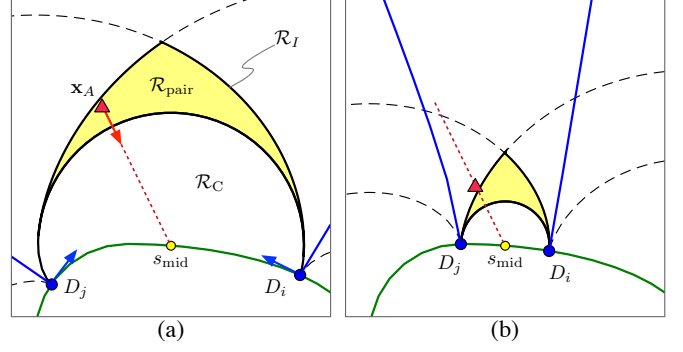 R_I
x_A
R_pair
R_C
s_mid
D_j
D_i
(a)
D_j
s_mid
D_i
(b)